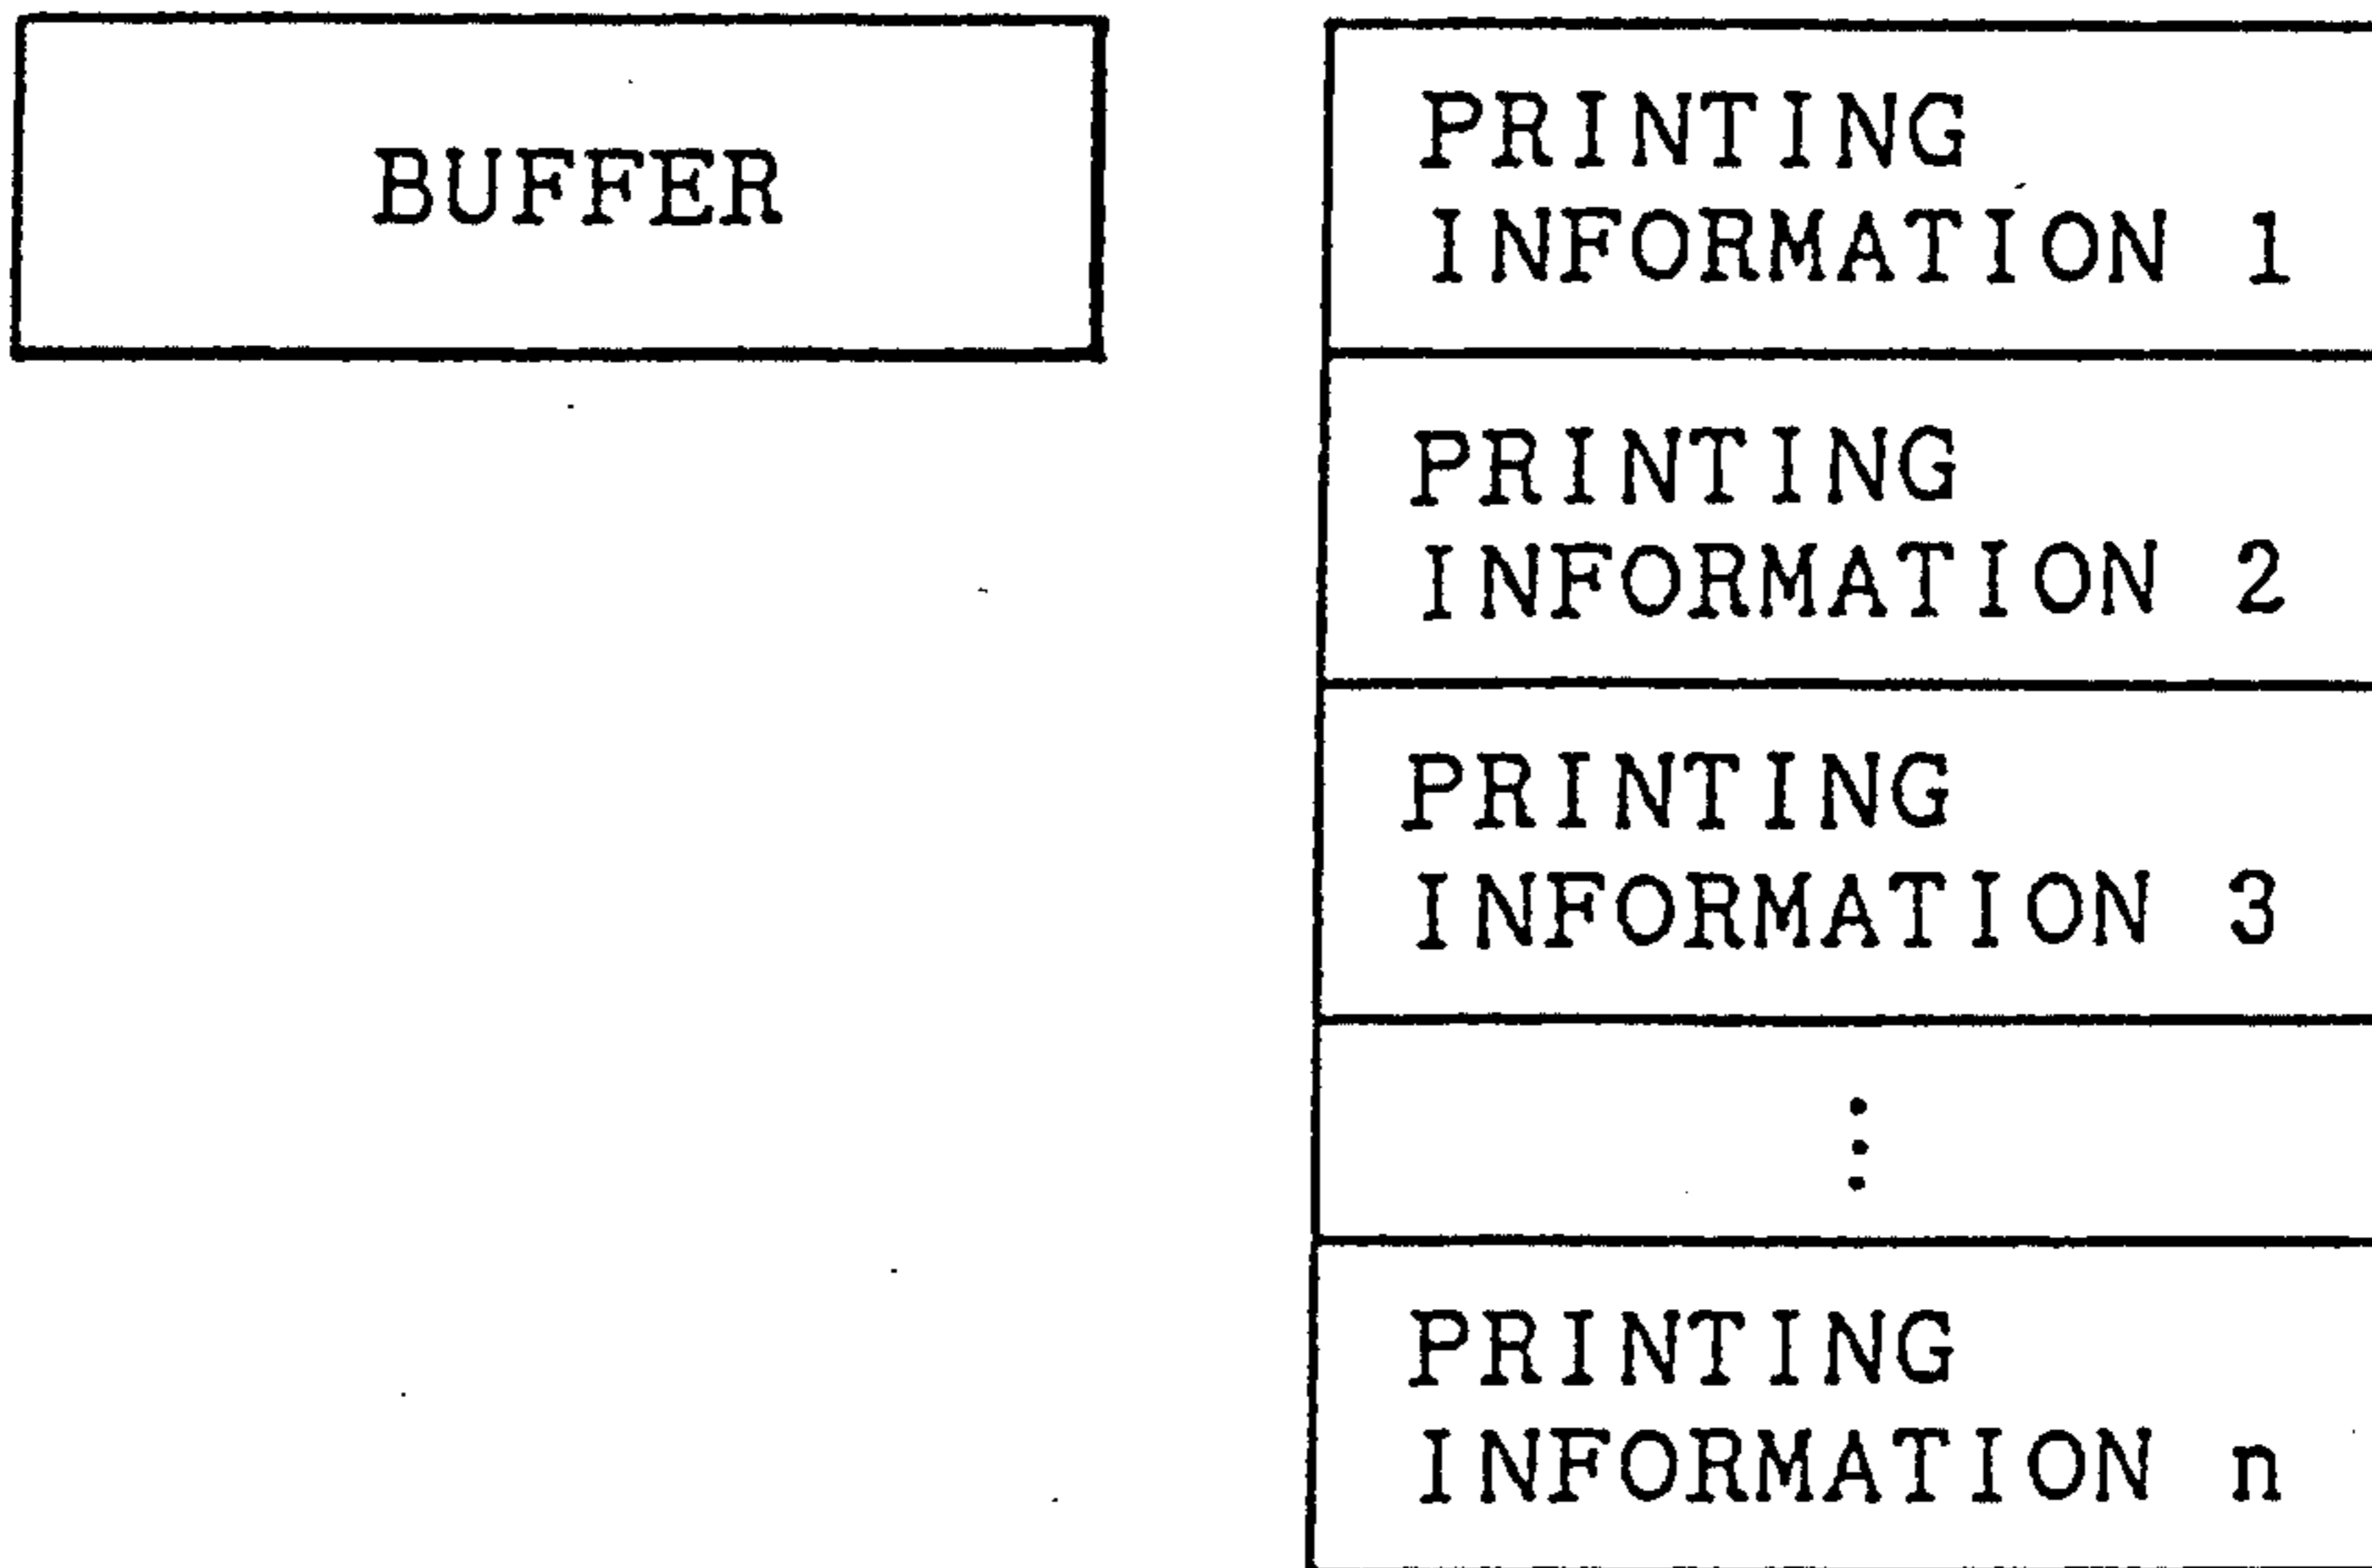 BUFFER
PRINTING
INFORMATION 1
PRINTING
INFORMATION 2
PRINTING
INFORMATION 3
PRINTING
INFORMATION n